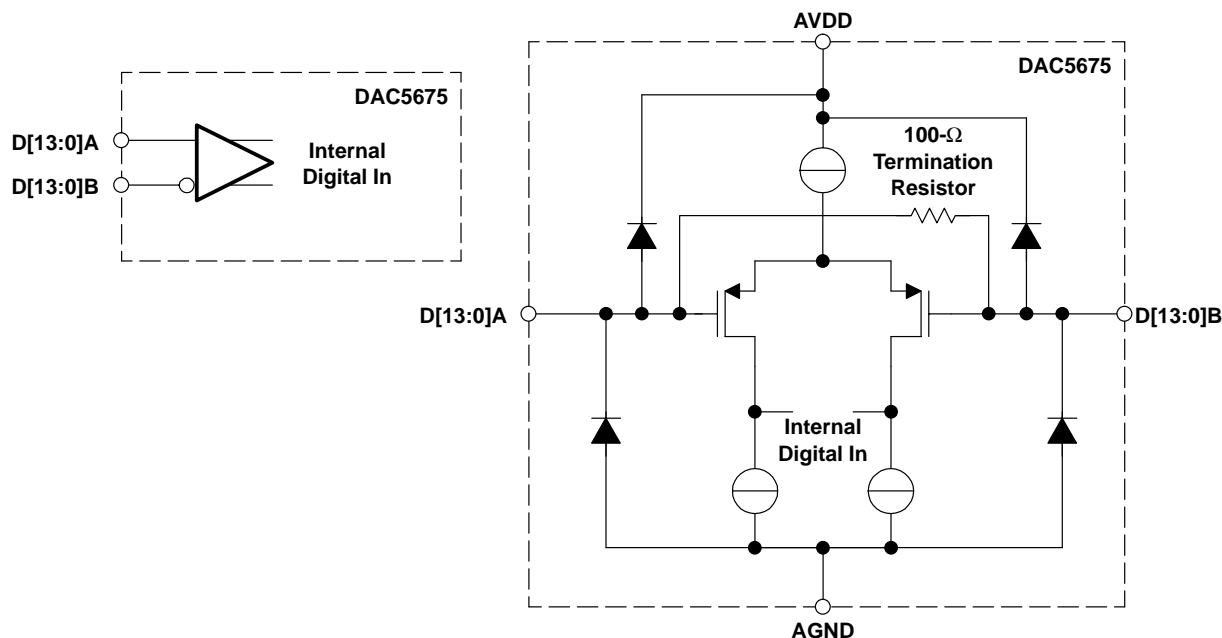 DAC5675
D[13:0]A
D[13:0]B
Internal
Digital In
AVDD
DAC5675
100-Ω
Termination
Resistor
D[13:0]A
D[13:0]B
Internal
Digital In
AGND